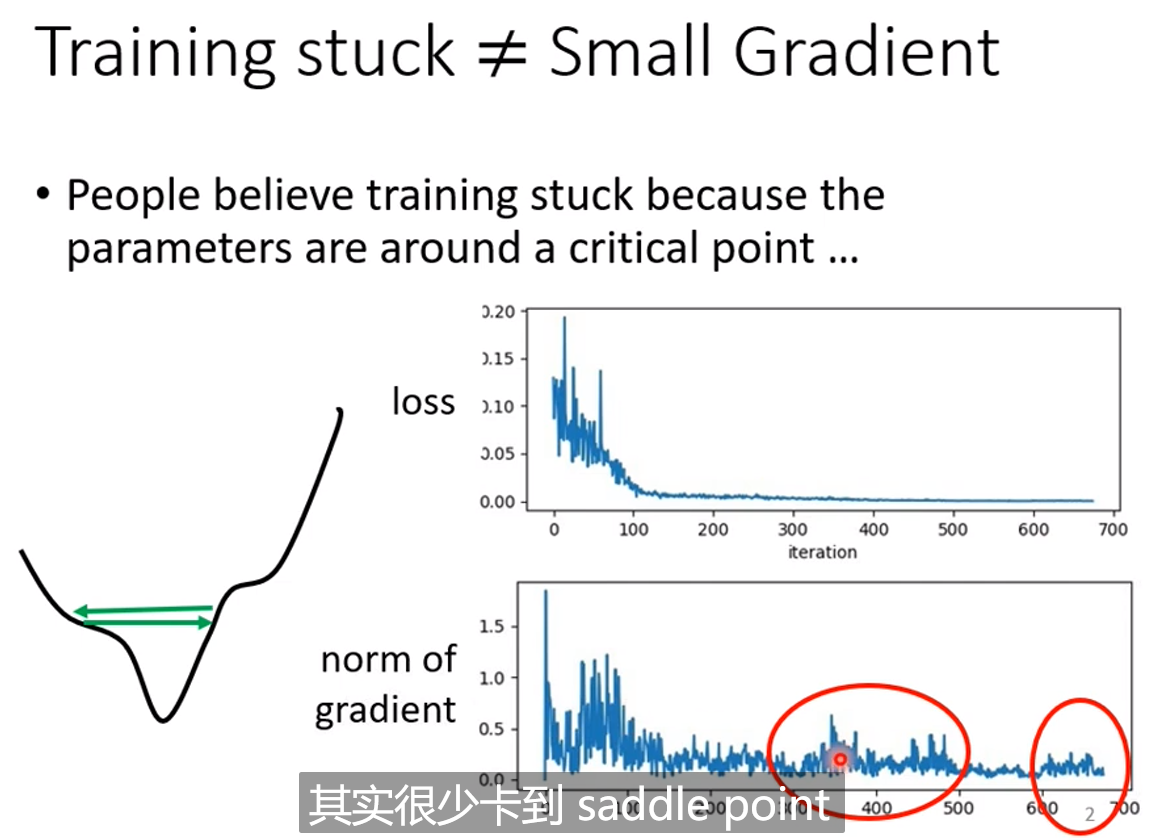 Training stuck ≠ Small Gradient
• People believe training stuck because the
parameters are around a critical point ...
loss
0.20
0.15
0.10
0.05
0.00
0 100 200 300 400 500 600 700
iteration
norm of
gradient
1.5
1.0
0.5
0.0
400 500 600 700
2
其实很少卡到 saddle point